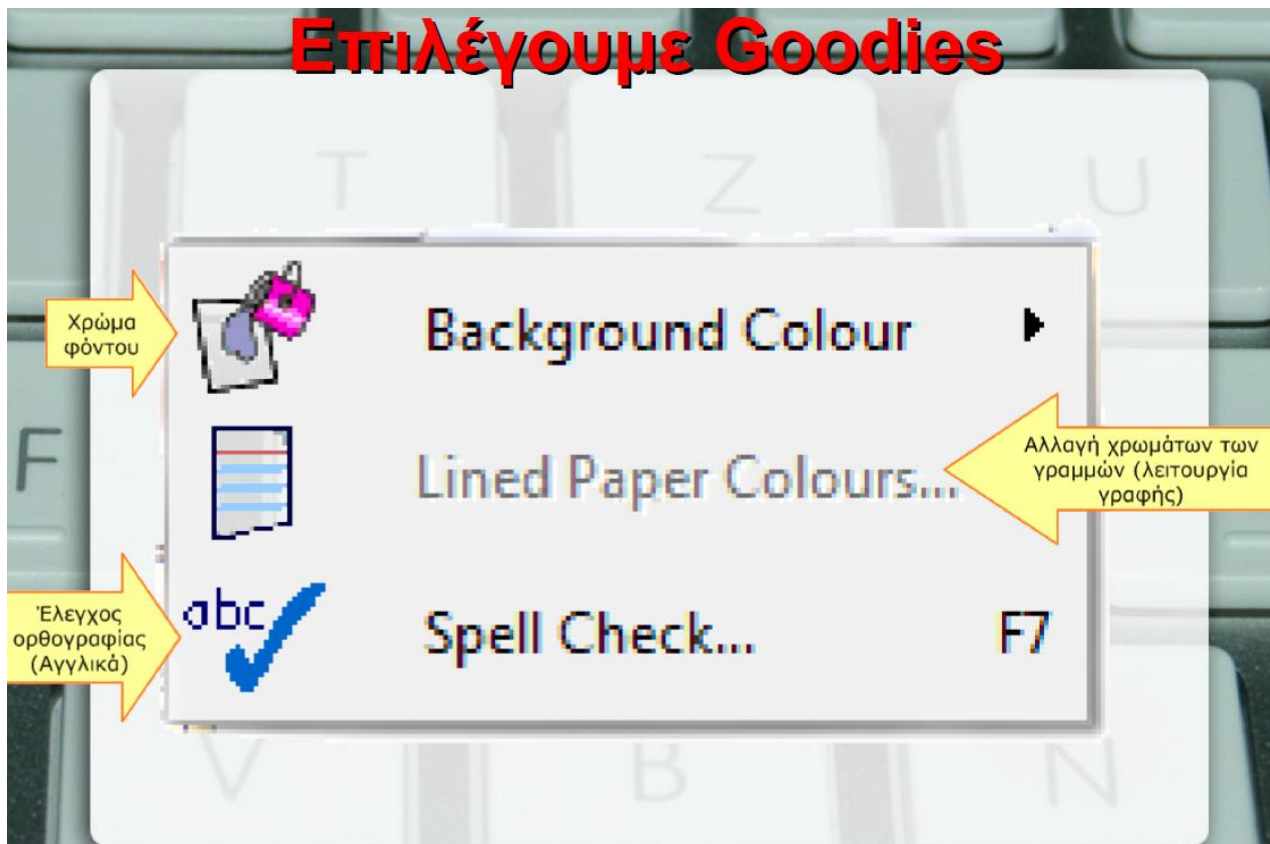 Επιλέγουμε Goodies
T Z U
Χρώμα
φόντου
Background Colour
F
Lined Paper Colours...
Αλλαγή χρωμάτων των
γραμμών (λειτουργία
γραφής)
Έλεγχος
ορθογραφίας
(Αγγλικά)
abc
Spell Check... F7
V B N